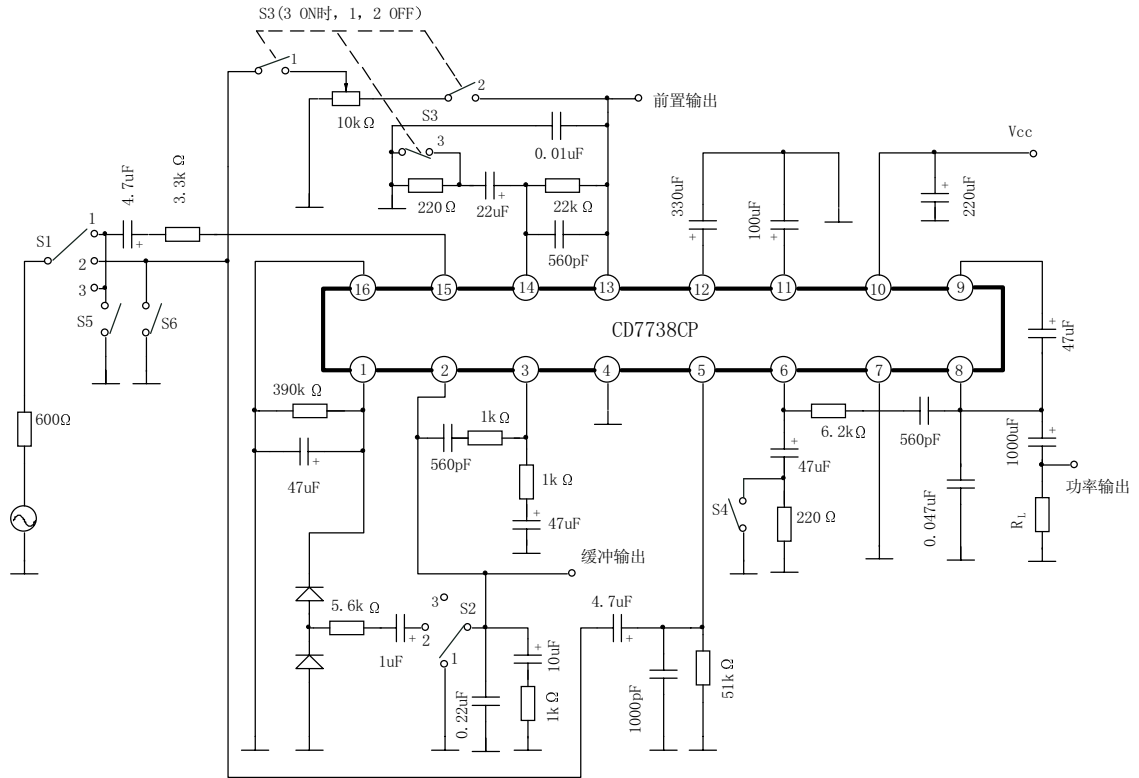 S3(3 ON时，1，2 OFF)
1
2
前置输出
10kΩ
S3
3
0.01uF
Vcc
4.7uF
3.3kΩ
220Ω
22uF
22kΩ
560pF
330uF
100uF
220uF
S1
1
2
3
S5
S6
16
15
14
13
12
11
10
9
CD7738CP
47uF
1
2
3
4
5
6
7
8
390kΩ
47uF
1kΩ
560pF
1kΩ
47uF
6.2kΩ
560pF
1000uF
功率输出
47uF
S4
220Ω
0.047uF
RL
600Ω
缓冲输出
5.6kΩ
1uF
3
S2
2
1
0.22uF
10uF
1kΩ
4.7uF
1000pF
51kΩ